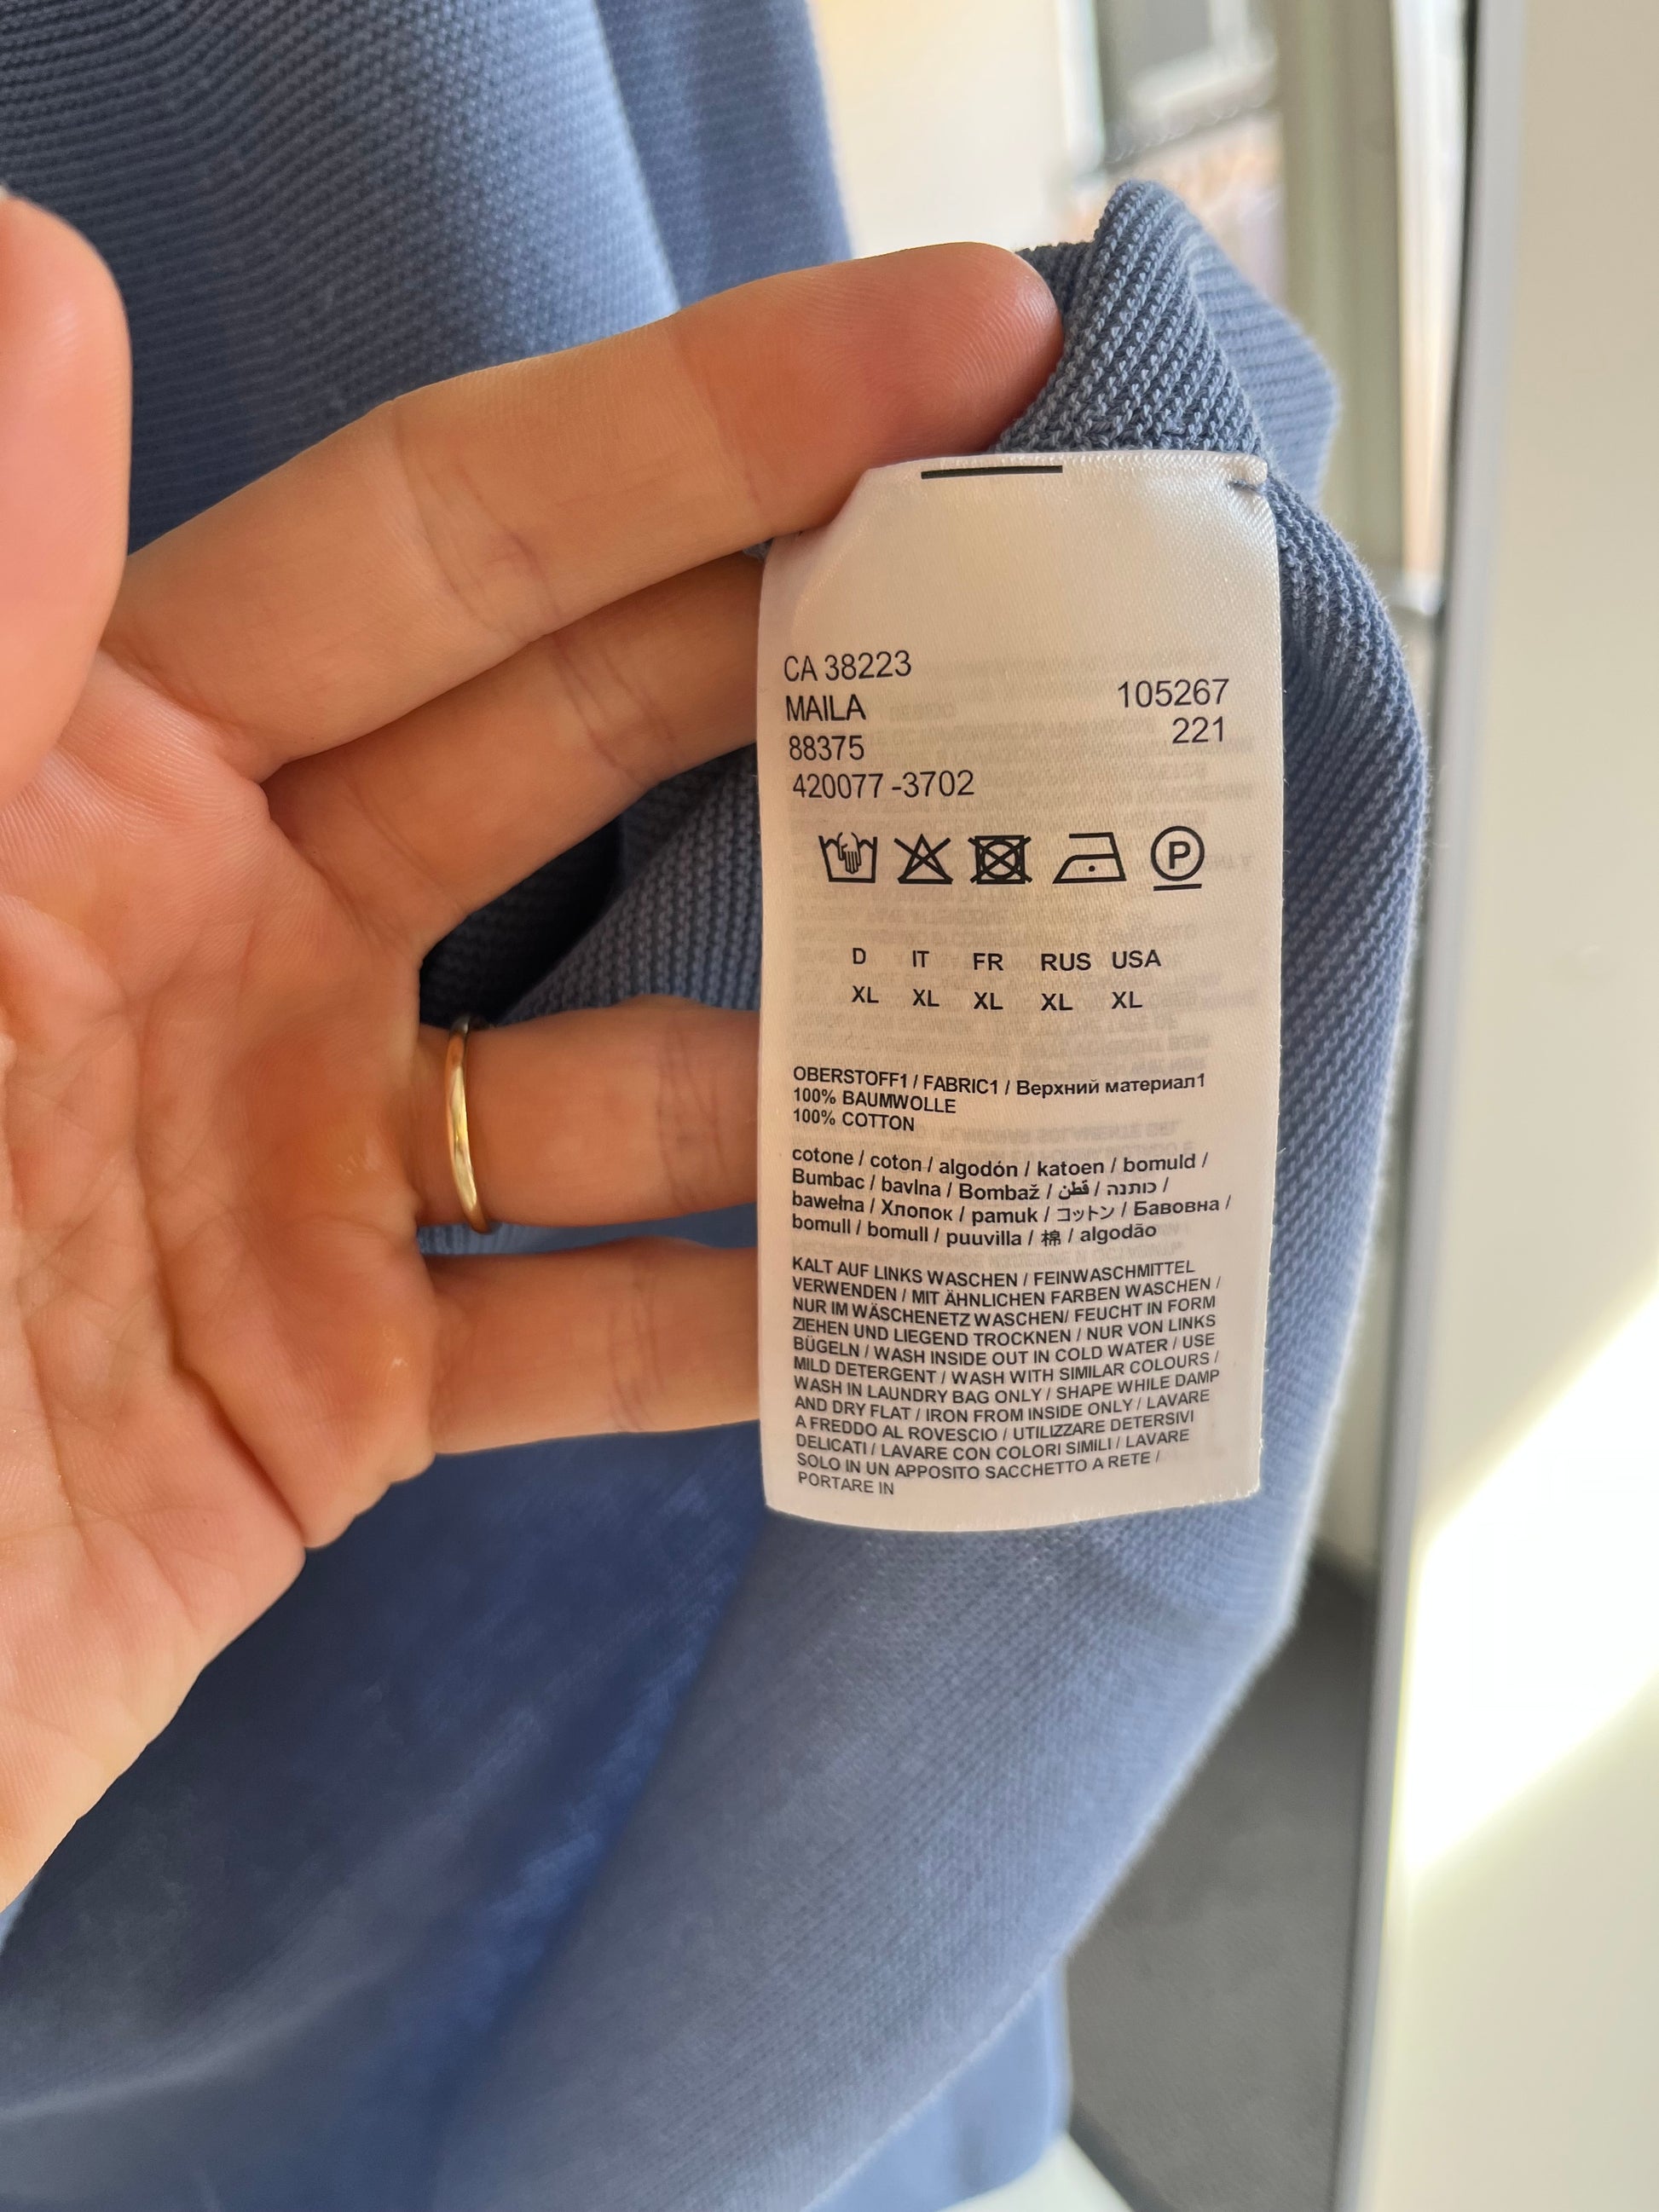 CA 38223
MAILA
105267
88375
221
420077 -3702
P
D IT FR RUS USA
XL XL XL XL XL
OBERSTOFF1 / FABRIC1 / Верхний материал1
100% BAUMWOLLE
100% COTTON
cotone / coton / algodón / katoen / bomuld /
Bumbac / bavlna / Bombaž / قطن / כותנה /
bawełna / Хлопок / pamuk / コットン / Бавовна /
bomull / bomull / puuvilla / 棉 / algodão
KALT AUF LINKS WASCHEN / FEINWASCHMITTEL
VERWENDEN / MIT ÄHNLICHEN FARBEN WASCHEN /
NUR IM WÄSCHENETZ WASCHEN/ FEUCHT IN FORM
ZIEHEN UND LIEGEND TROCKNEN / NUR VON LINKS
BÜGELN / WASH INSIDE OUT IN COLD WATER / USE
MILD DETERGENT / WASH WITH SIMILAR COLOURS /
WASH IN LAUNDRY BAG ONLY / SHAPE WHILE DAMP
AND DRY FLAT / IRON FROM INSIDE ONLY / LAVARE
A FREDDO AL ROVESCIO / UTILIZZARE DETERSIVI
DELICATI / LAVARE CON COLORI SIMILI / LAVARE
SOLO IN UN APPOSITO SACCHETTO A RETE /
PORTARE IN